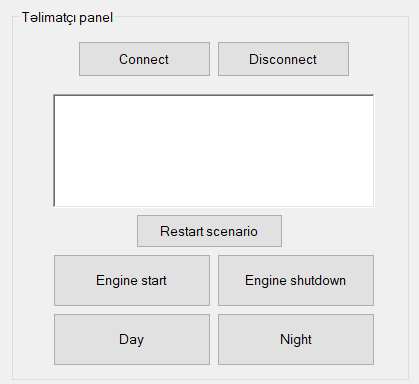 Təlimatçı panel
Connect
Disconnect
Restart scenario
Engine start
Engine shutdown
Day
Night